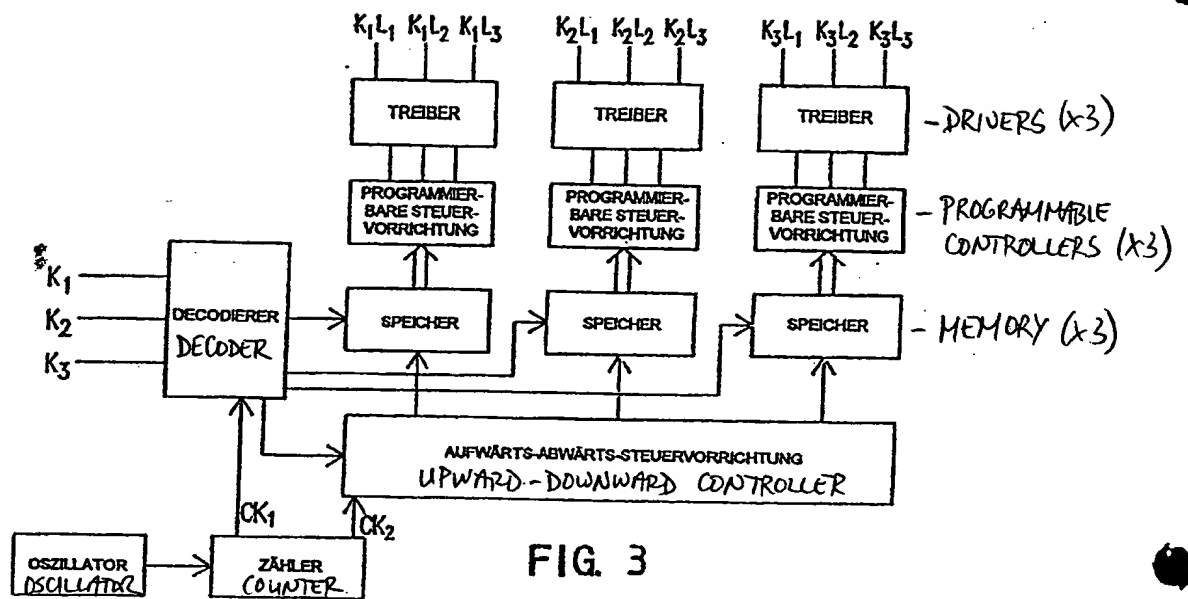 K₁L₁ K₁L₂ K₁L₃ K₂L₁ K₂L₂ K₂L₃ K₃L₁ K₃L₂ K₃L₃
TREIBER TREIBER TREIBER - DRIVERS (x3)
PROGRAMMIER-
BARE STEUER-
VORRICHTUNG
PROGRAMMIER-
BARE STEUER-
VORRICHTUNG
PROGRAMMIER-
BARE STEUER-
VORRICHTUNG
- PROGRAMMABLE
CONTROLLERS (x3)
K₁
K₂
K₃
DECODIERER
DECODER
SPEICHER SPEICHER SPEICHER - MEMORY (x3)
AUFWÄRTS-ABWÄRTS-STEUERVORRICHTUNG
UPWARD-DOWNWARD CONTROLLER
CK₁ CK₂
OSZILLATOR
OSCILLATOR
ZÄHLER
COUNTER
FIG. 3